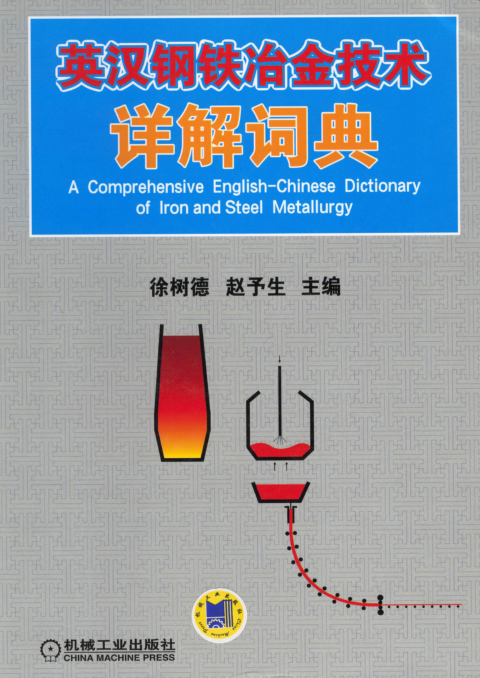 英汉钢铁冶金技术
详解词典
A Comprehensive English-Chinese Dictionary
of Iron and Steel Metallurgy
徐树德 赵予生 主编
机械工业出版社
CHINA MACHINE PRESS